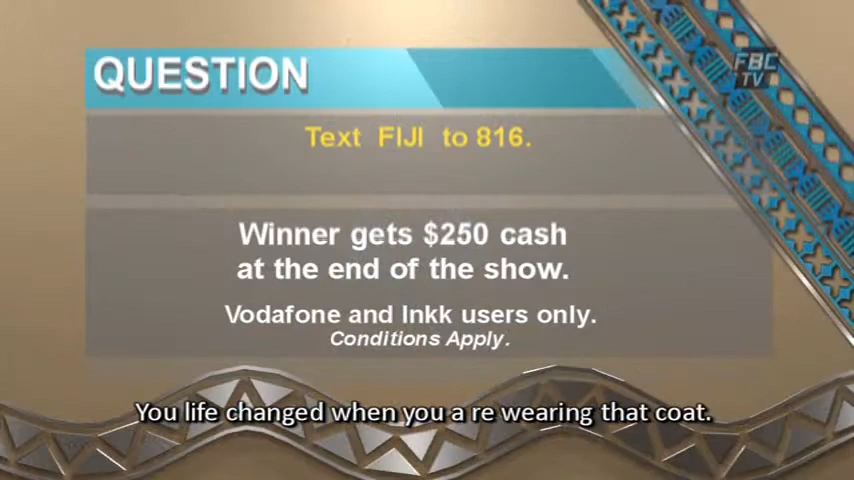 QUESTION
FBC
TV
Text FIJI to 816.
Winner gets $250 cash
at the end of the show.
Vodafone and Inkk users only.
Conditions Apply.
You life changed when you a re wearing that coat.